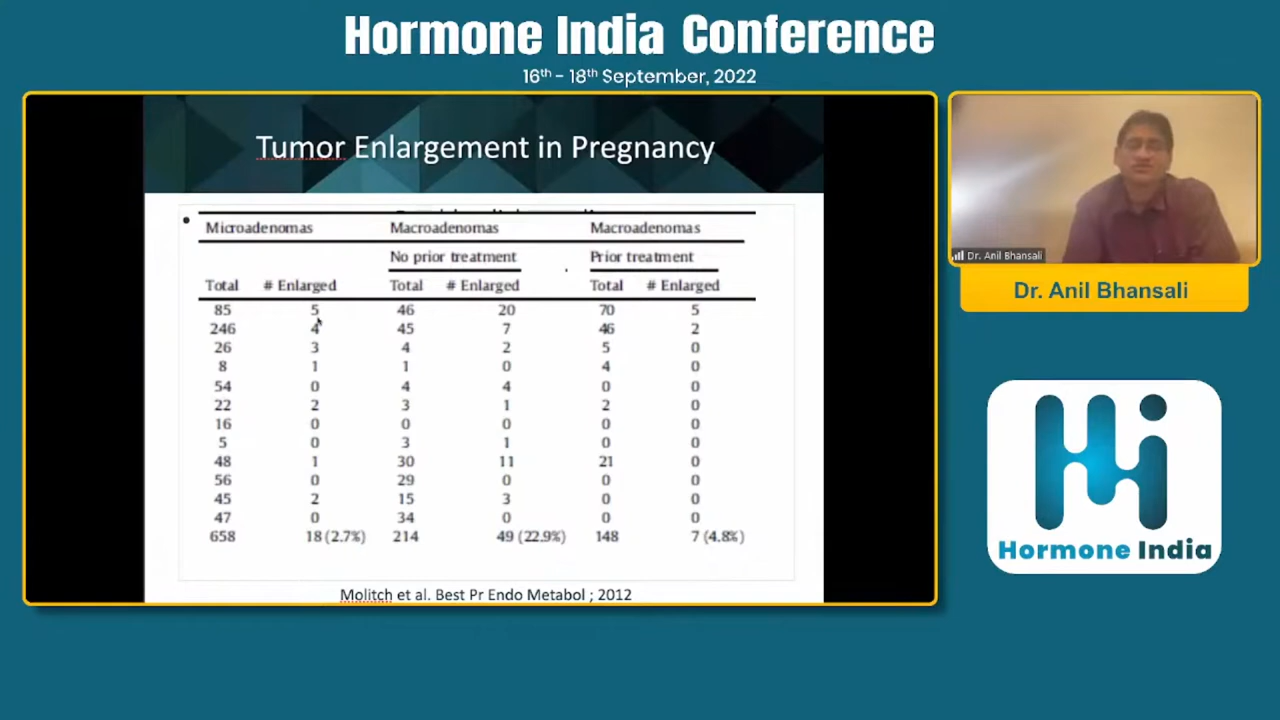 Hormone India Conference
16th - 18th September, 2022
Tumor Enlargement in Pregnancy
Microadenomas Macroadenomas Macroadenomas
No prior treatment Prior treatment
Total # Enlarged Total # Enlarged Total # Enlarged
85 5 46 20 70 5
246 4 45 7 46 2
26 3 4 2 5 0
8 1 1 0 4 0
54 0 4 4 0 0
22 2 3 1 2 0
16 0 0 0 0 0
5 0 3 1 0 0
48 1 30 11 21 0
56 0 29 0 0 0
45 2 15 3 0 0
47 0 34 0 0 0
658 18 (2.7%) 214 49 (22.9%) 148 7 (4.8%)
Molitch et al. Best Pr Endo Metabol ; 2012
Dr. Anil Bhansali
Dr. Anil Bhansali
Hi
Hormone India